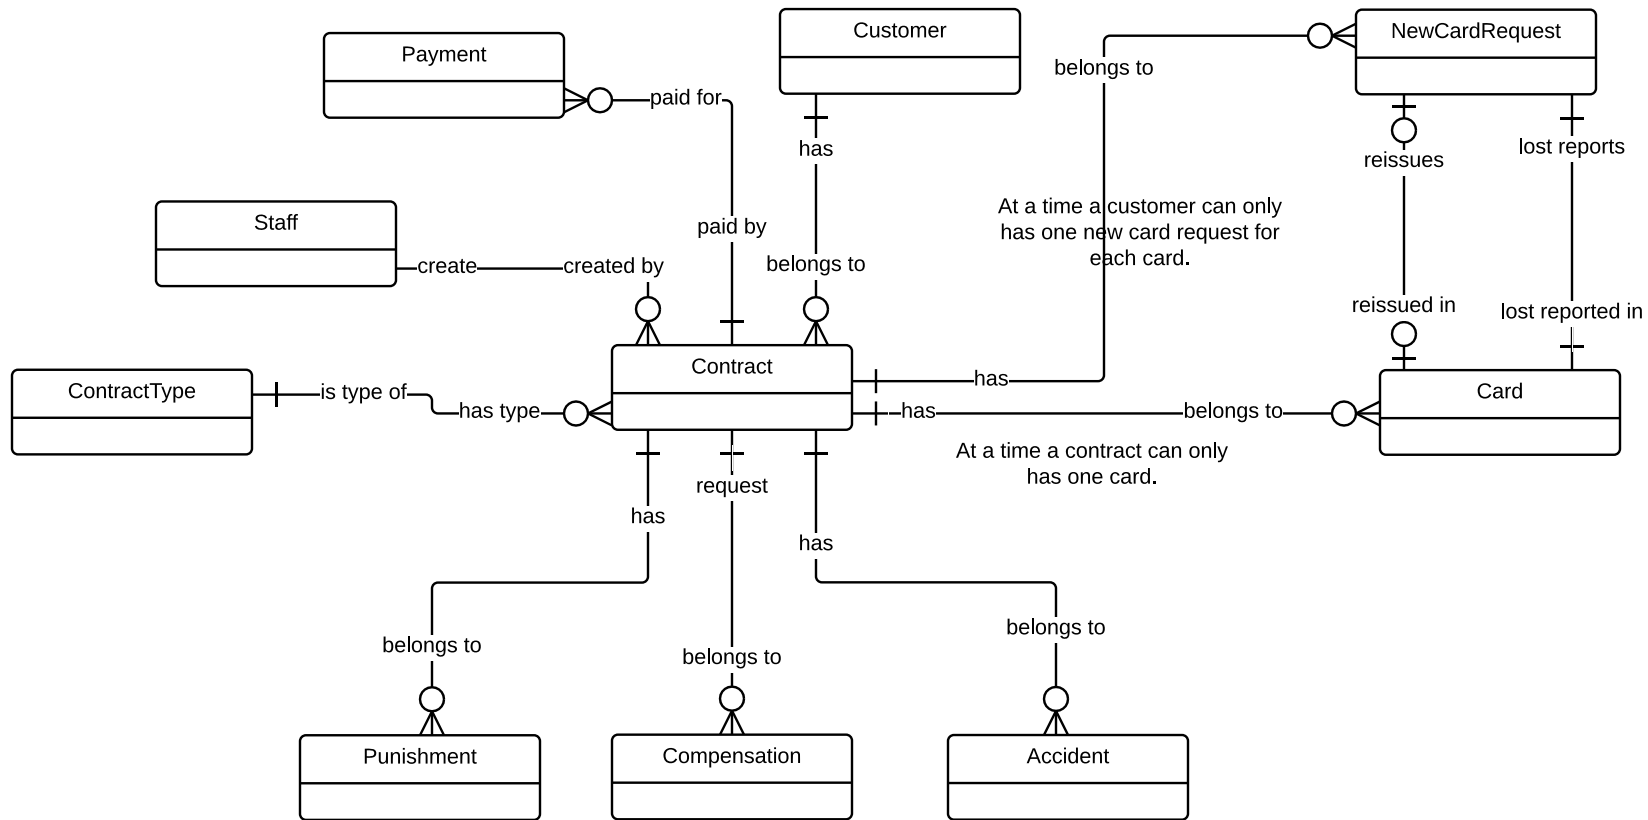 Customer
NewCardRequest
Payment
belongs to
paid for
has
reissues
lost reports
At a time a customer can only
has one new card request for
each card.
Staff
paid by
create
created by
belongs to
reissued in
lost reported in
Contract
ContractType
is type of
has type
has
has
belongs to
Card
At a time a contract can only
has one card.
request
has
has
belongs to
belongs to
belongs to
Punishment
Compensation
Accident